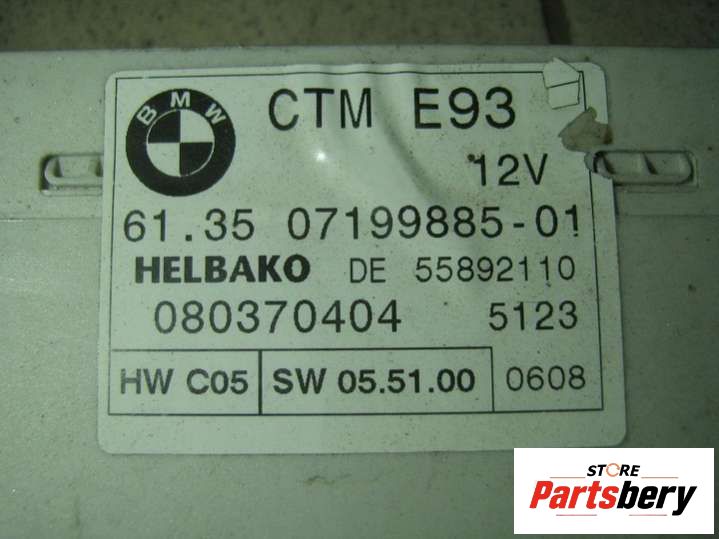 BMW
CTM E93
12V
61.35 07199885-01
HELBAKO DE 55892110
080370404 5123
HW C05 SW 05.51.00 0608
STORE
Partsbery